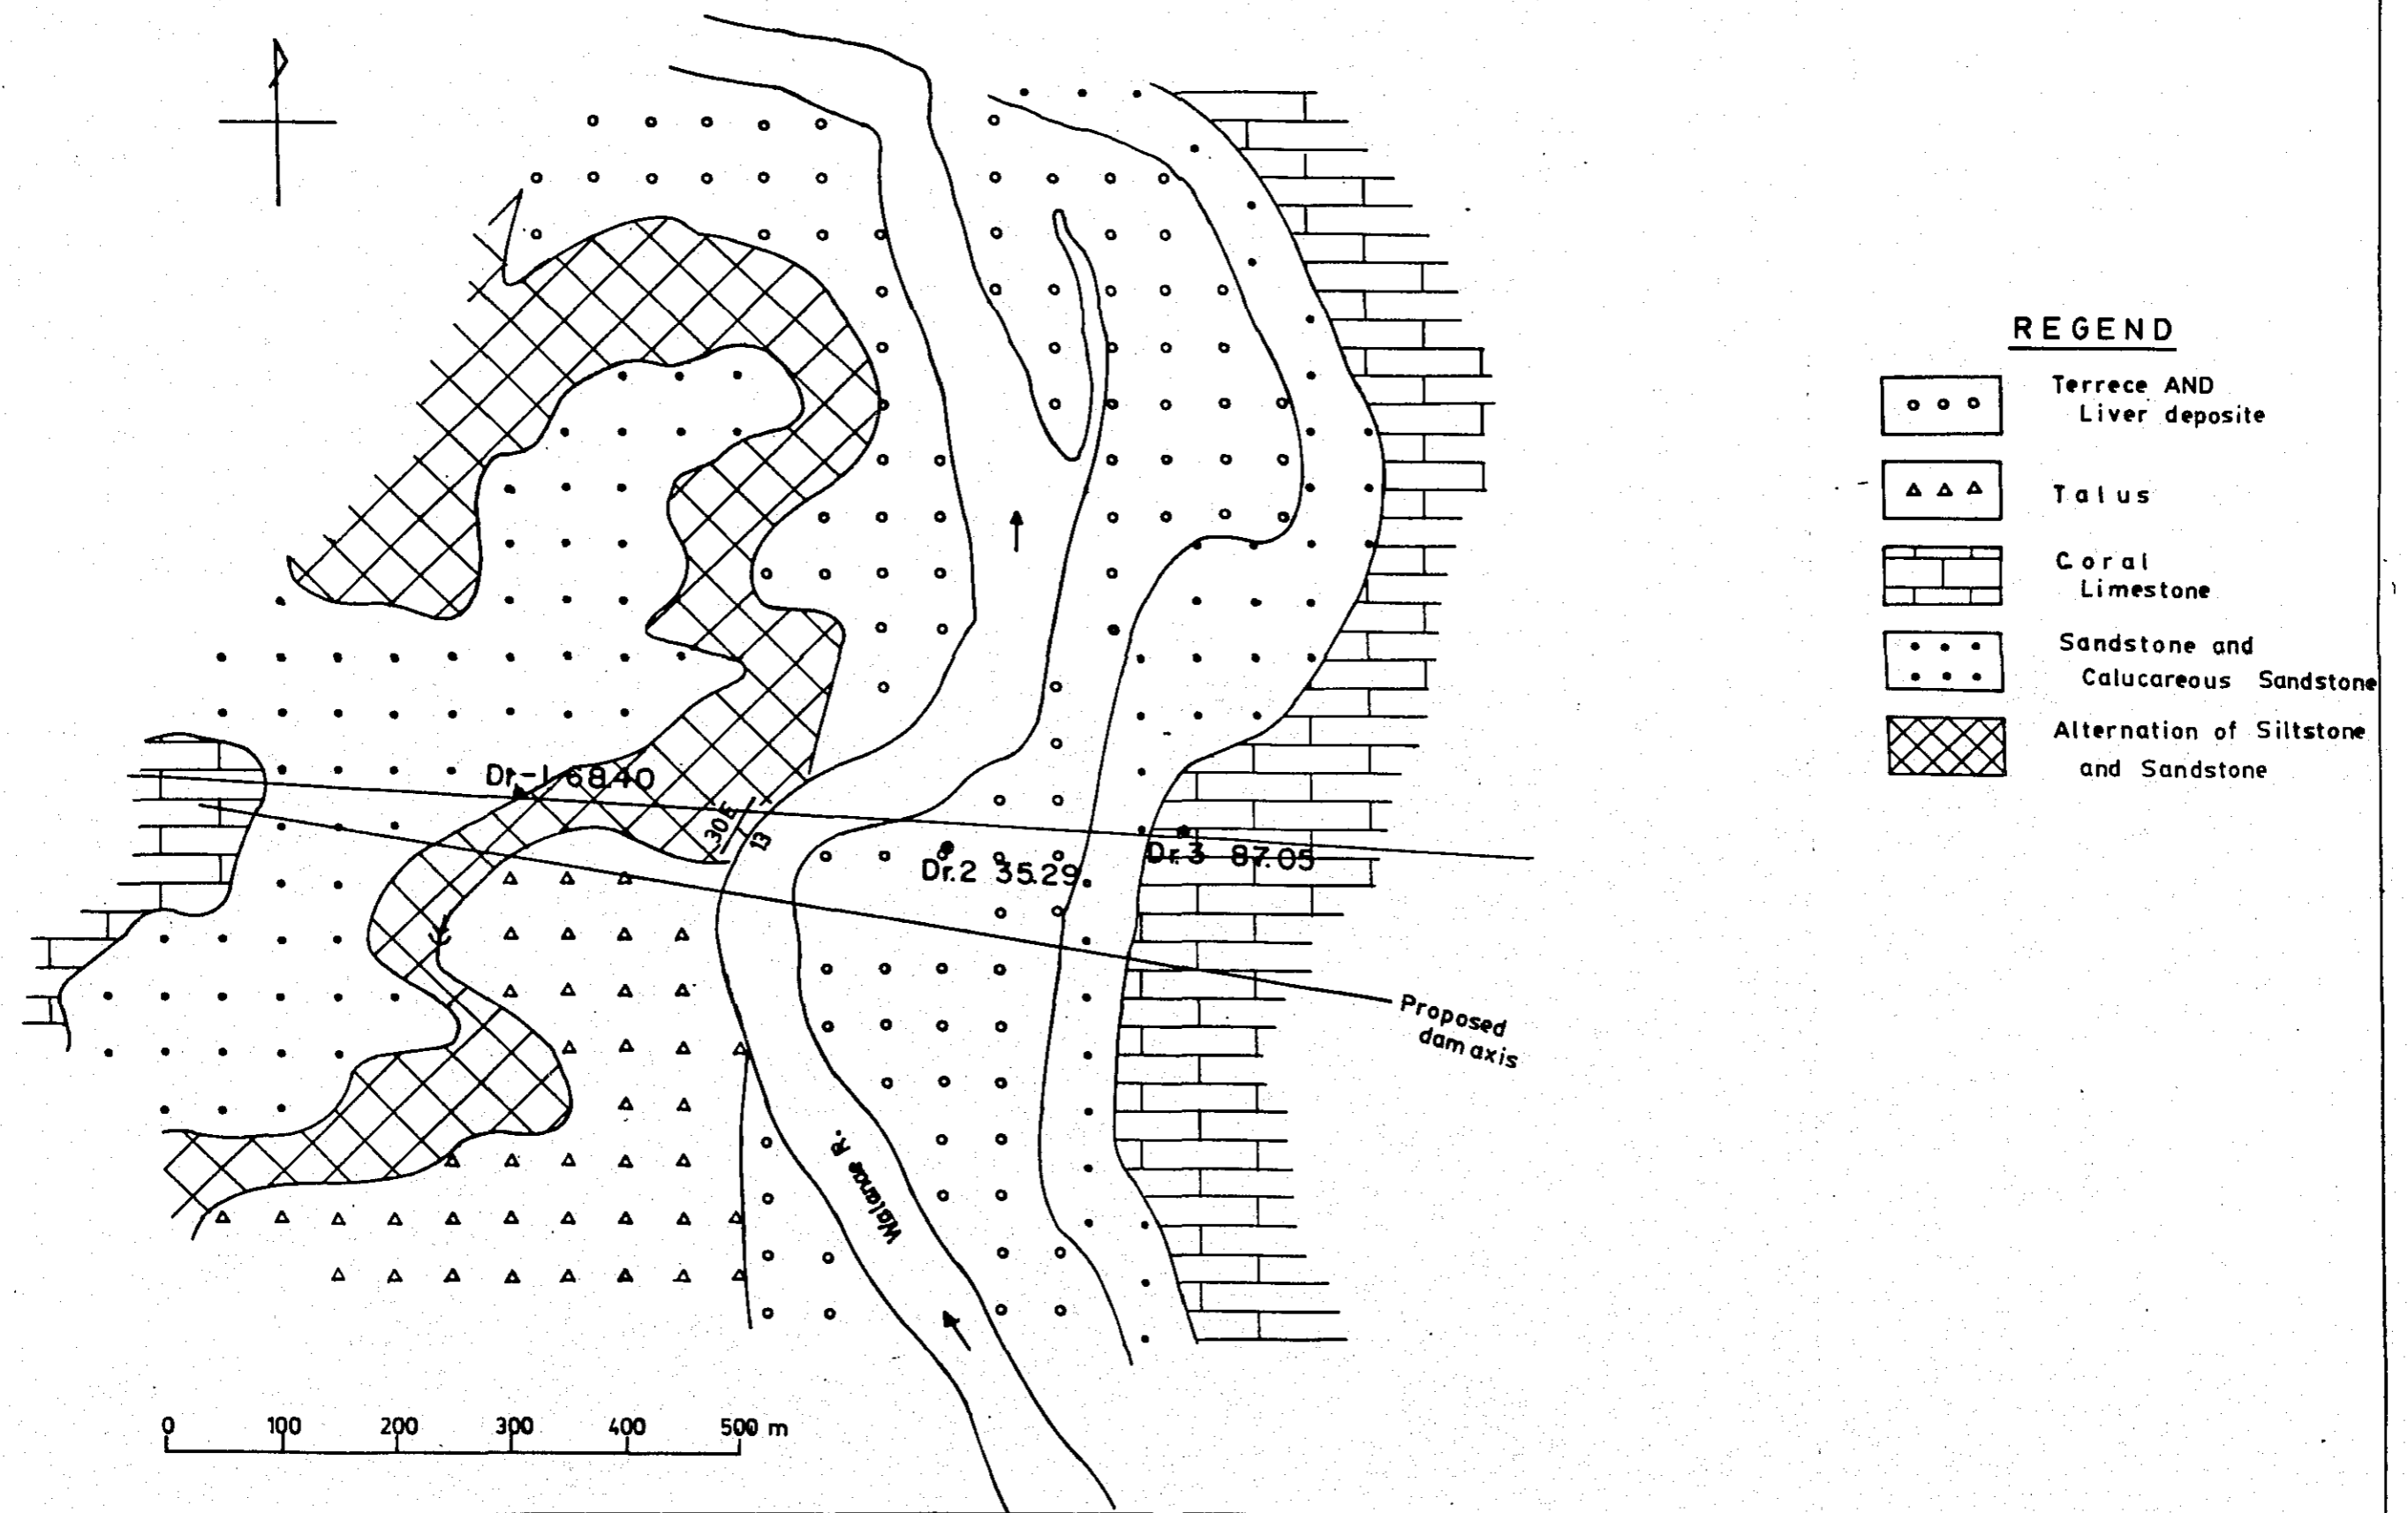 REGEND
Terrece AND
Liver deposite
Talus
Coral
Limestone
Sandstone and
Calucareous Sandstone
Alternation of Siltstone
and Sandstone
Dr-1 68.40
30E
13
Dr.2 35.29
Dr.3 87.05
Proposed
dam axis
Walanae R.
0 100 200 300 400 500 m